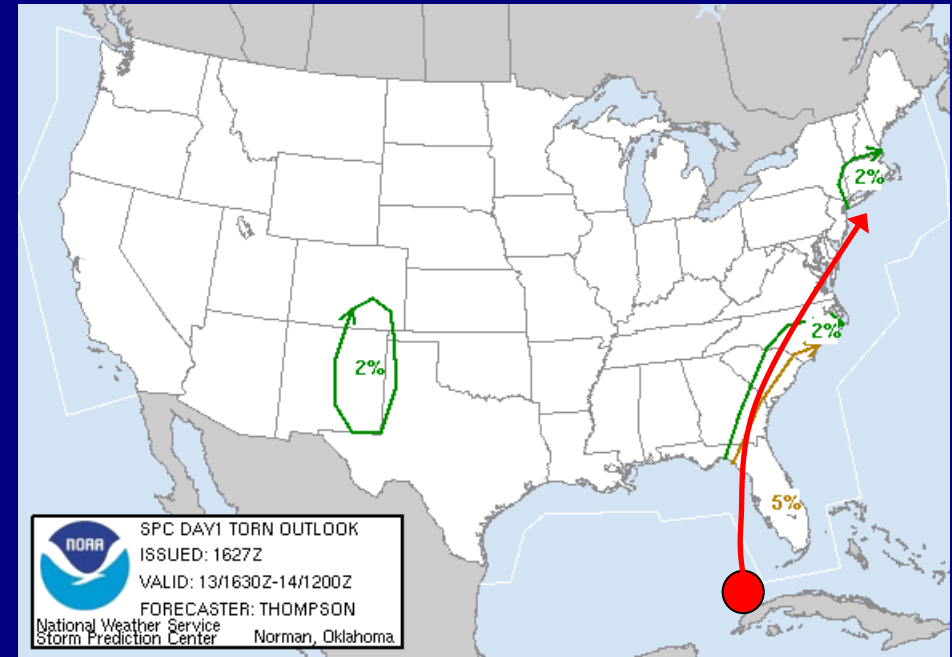 2%
2%
2%
5%
NOAA
SPC DAY1 TORN OUTLOOK
ISSUED: 1627Z
VALID: 13/1630Z-14/1200Z
FORECASTER: THOMPSON
National Weather Service
Storm Prediction Center Norman, Oklahoma